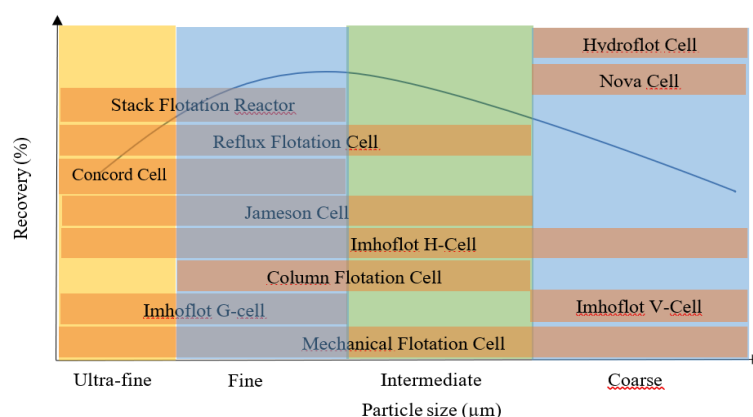 Hydroflot Cell
Nova Cell
Stack Flotation Reactor
Reflux Flotation Cell
Concord Cell
Jameson Cell
Imhoflot H-Cell
Column Flotation Cell
Imhoflot G-cell
Imhoflot V-Cell
Mechanical Flotation Cell
Recovery (%)
Ultra-fine
Fine
Intermediate
Coarse
Particle size (μm)